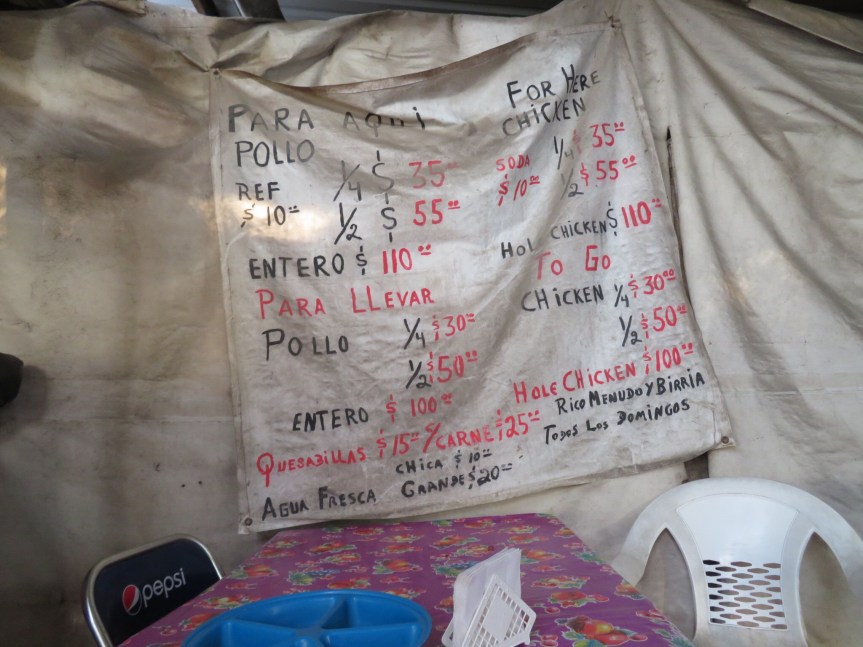 PARA AQUI
POLLO
1/4 $ 35
REF
$ 10.00
1/2 $ 55.00
ENTERO $ 110.00
PARA LLEVAR
POLLO 1/4 $ 30.00
1/2 $ 50.00
ENTERO $ 100.00
QUESADILLAS $ 15.00 C/CARNE $ 25.00
CHICA $ 10.00
AGUA FRESCA GRANDE $ 20.00
FOR HERE
CHICKEN
1/4 $ 35.00
SODA
$ 10.00
1/2 $ 55.00
HOL CHICKEN $ 110.00
TO GO
CHICKEN 1/4 $ 30.00
1/2 $ 50.00
HOLE CHICKEN $ 100.00
RICO MENUDO Y BIRRIA
TODOS LOS DOMINGOS
pepsi